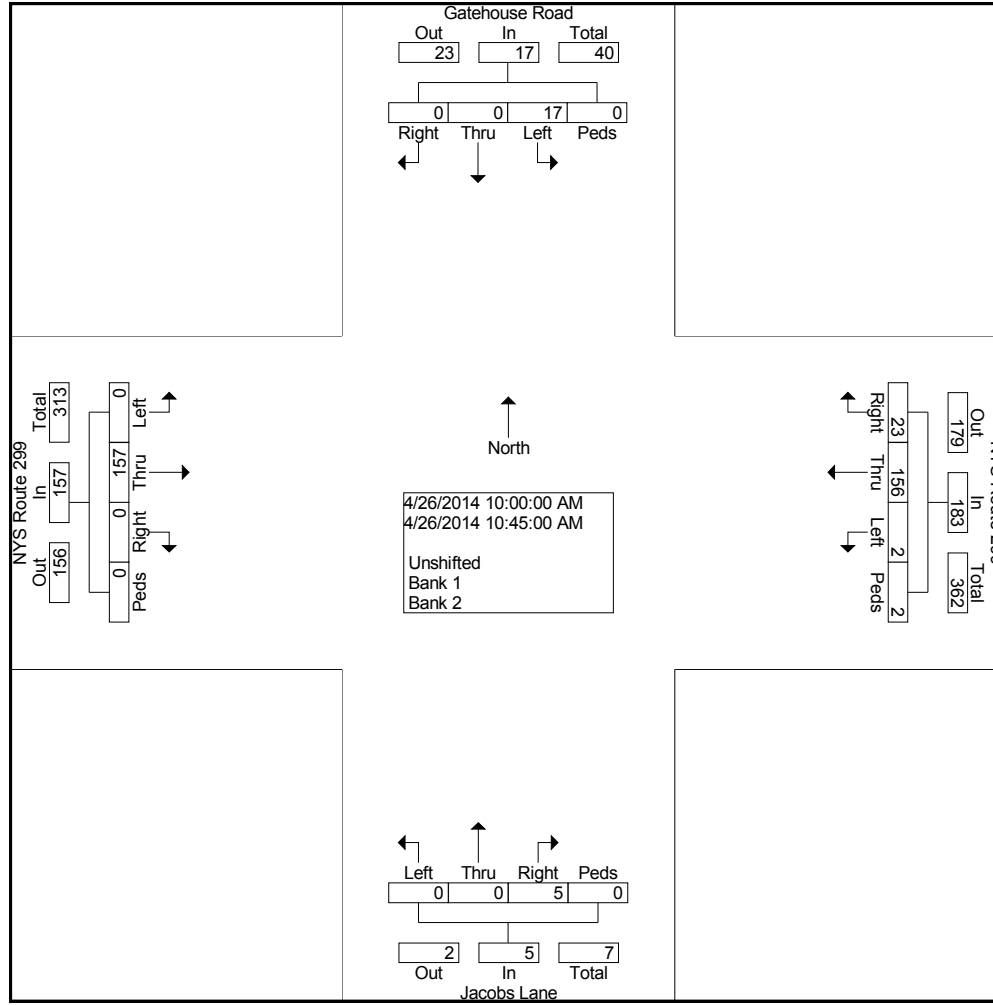 Gatehouse Road
Out In Total
23 17 40
0 0 17 0
Right Thru Left Peds
NYS Route 299
Total In Out
313 157 156
0 157 0 0
Left Thru Right Peds
North
4/26/2014 10:00:00 AM
4/26/2014 10:45:00 AM
Unshifted
Bank 1
Bank 2
Right Thru Left Peds
23 156 2 2
Out In Total
179 183 362
Left Thru Right Peds
0 0 5 0
2 5 7
Out In Total
Jacobs Lane